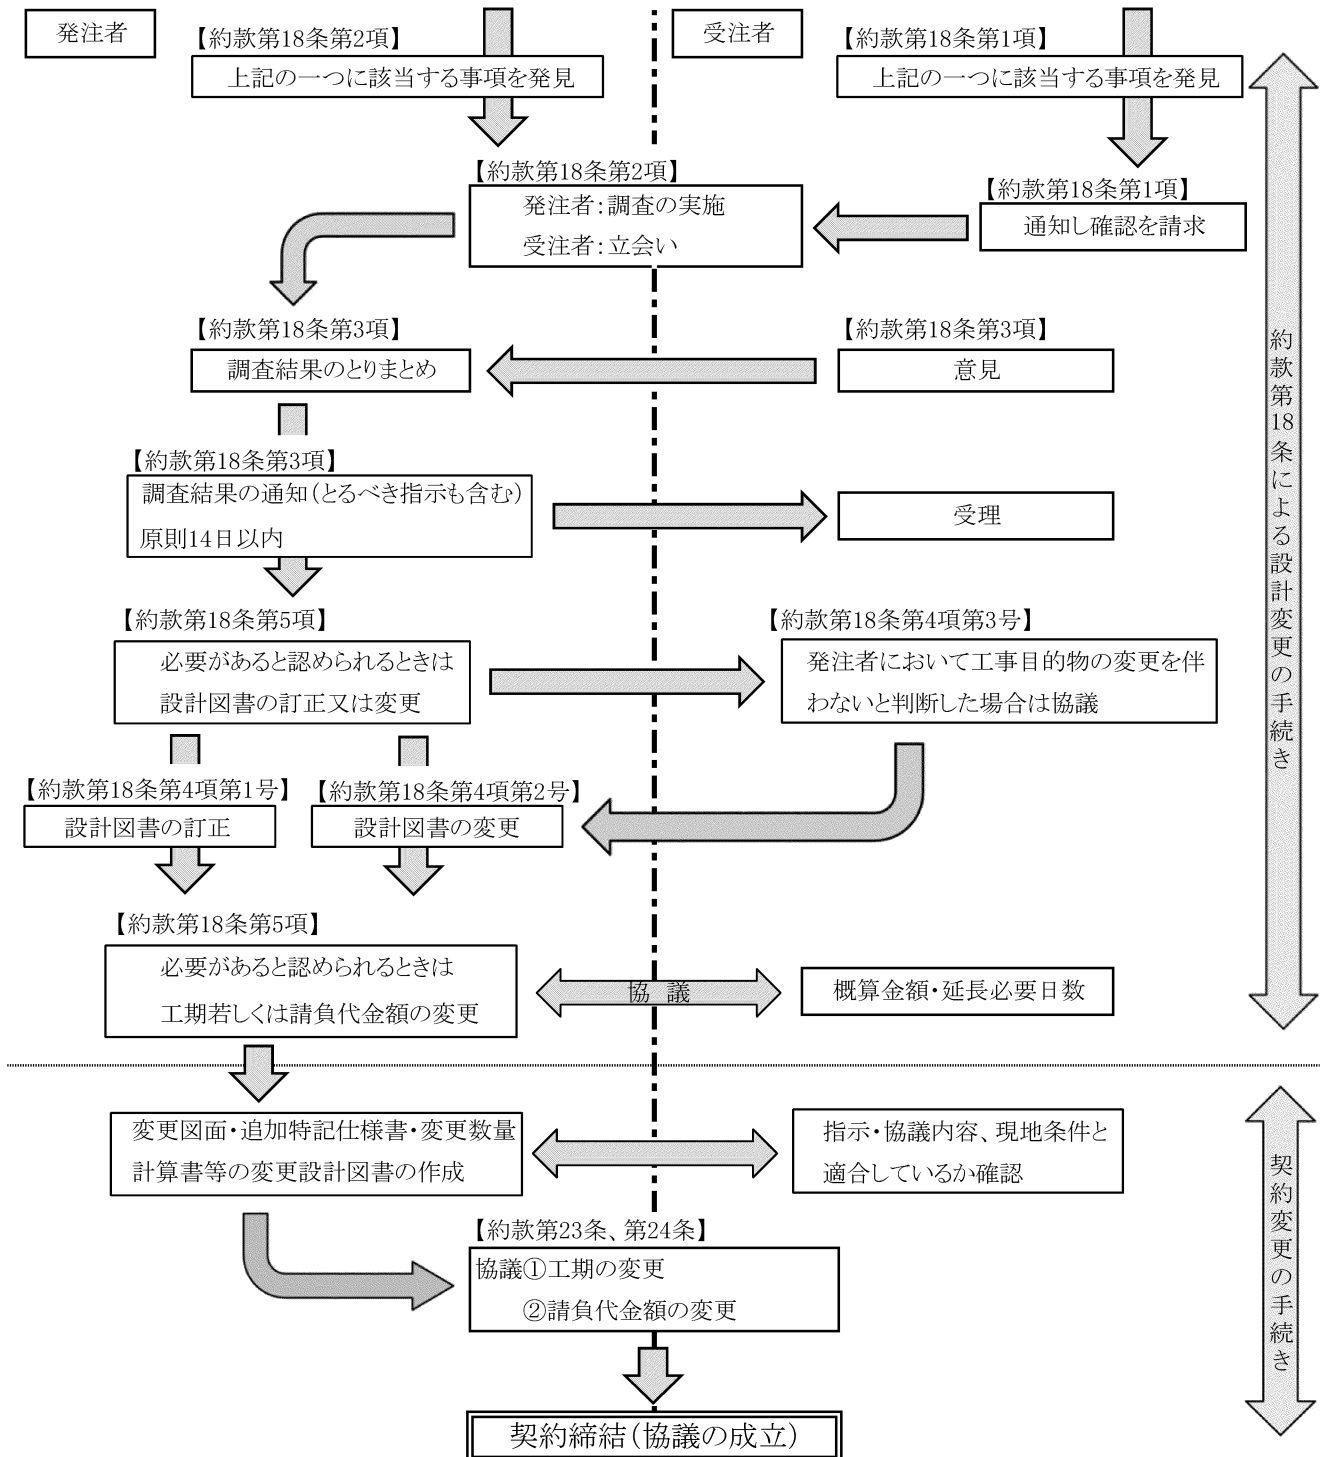 発注者
受注者
【約款第18条第2項】
上記の一つに該当する事項を発見
【約款第18条第1項】
上記の一つに該当する事項を発見
【約款第18条第2項】
発注者：調査の実施
受注者：立会い
【約款第18条第1項】
通知し確認を請求
【約款第18条第3項】
調査結果のとりまとめ
【約款第18条第3項】
意見
【約款第18条第3項】
調査結果の通知（とるべき指示も含む）
原則14日以内
受理
【約款第18条第5項】
必要があると認められるときは
設計図書の訂正又は変更
【約款第18条第4項第3号】
発注者において工事目的物の変更を伴
わないと判断した場合は協議
【約款第18条第4項第1号】
設計図書の訂正
【約款第18条第4項第2号】
設計図書の変更
【約款第18条第5項】
必要があると認められるときは
工期若しくは請負代金額の変更
協 議
概算金額・延長必要日数
約款第18条による設計変更の手続き
変更図面・追加特記仕様書・変更数量
計算書等の変更設計図書の作成
指示・協議内容、現地条件と
適合しているか確認
【約款第23条、第24条】
協議①工期の変更
②請負代金額の変更
契約締結（協議の成立）
契約変更の手続き